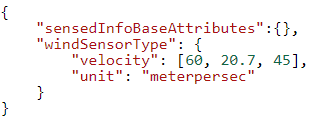 {
    "sensedInfoBaseAttributes":{},
    "windSensorType": {
        "velocity": [60, 20.7, 45],
        "unit": "meterpersec"
    }
}